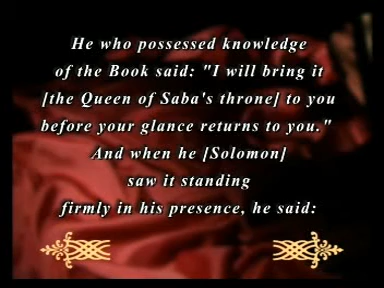 He who possessed knowledge
of the Book said: "I will bring it
[the Queen of Saba's throne] to you
before your glance returns to you."
And when he [Solomon]
saw it standing
firmly in his presence, he said: